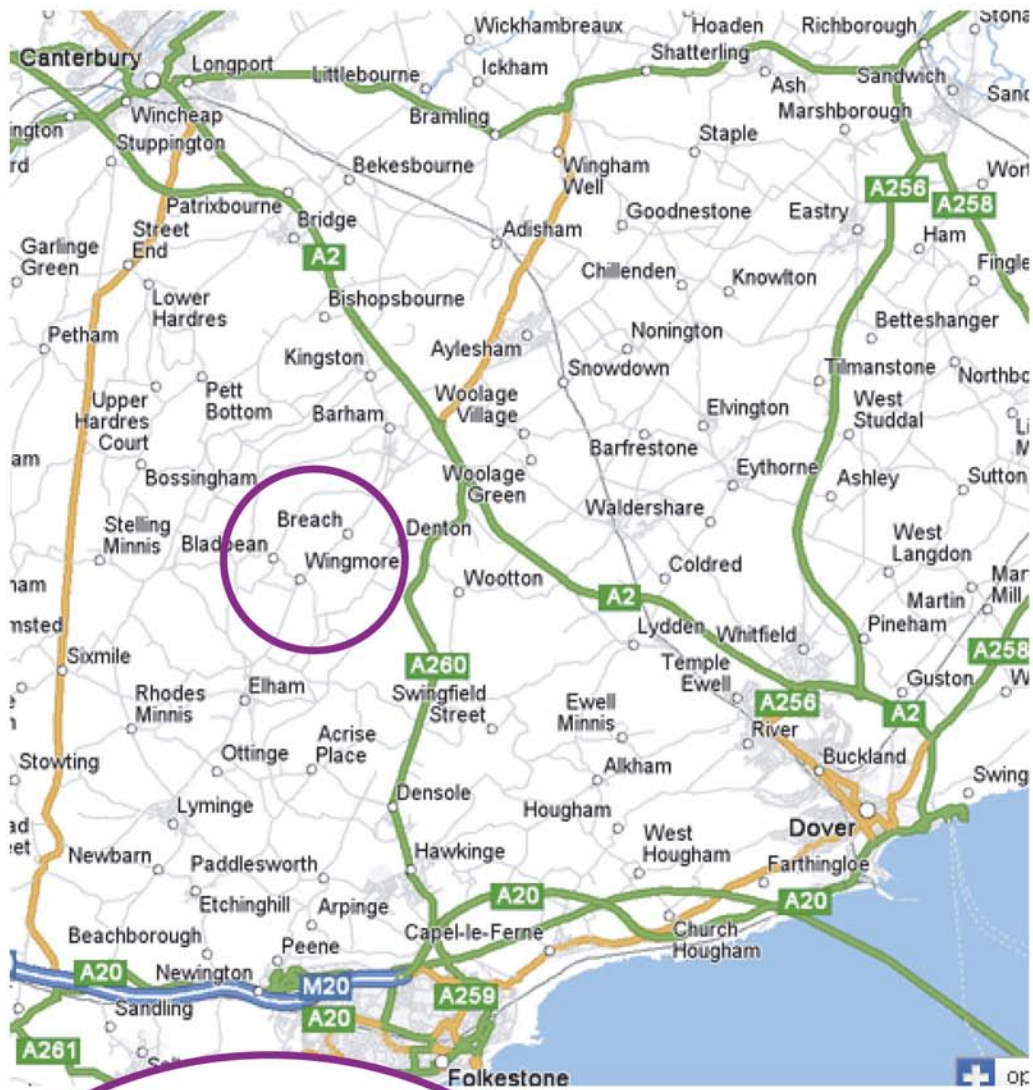 Wickhambreaux
Hoaden
Richborough
Canterbury
Longport
Littlebourne
Ickham
Shatterling
Ash
Sandwich
Marshborough
Wincheap
Stuppington
Bramling
Staple
Bekesbourne
Wingham
Well
A256
A258
Patrixbourne
Bridge
Street
End
Goodnestone
Eastry
Adisham
Ham
Garlinge
Green
A2
Chillenden
Knowlton
Lower
Hardres
Bishopsbourne
Betteshanger
Petham
Nonington
Aylesham
Kingston
Snowdown
Tilmanstone
Pett
Bottom
Upper
Hardres
Court
Woolage
Village
Elvington
West
Studdal
Barham
Barfrestone
Bossingham
Woolage
Green
Eythorne
Ashley
Sutton
Waldershare
Breach
Denton
Stelling
Minnis
Wingmore
West
Langdon
Wootton
Coldred
A2
Martin
Mill
Lydden
Whitfield
Pineham
A258
Sixmile
A260
Temple
Ewell
Guston
A256
A2
Rhodes
Minnis
Elham
Swingfield
Street
Ewell
Minnis
River
Acrise
Place
Ottinge
Buckland
Stowting
Alkham
Densole
Lyminge
Hougham
Dover
West
Hougham
Newbarn
Paddlesworth
Hawkinge
Farthingloe
Etchinghill
A20
A20
Arpinge
Church
Hougham
Beachborough
Peene
Capel-le-Ferne
A20
Newington
M20
A259
Sandling
A20
A261
Folkestone